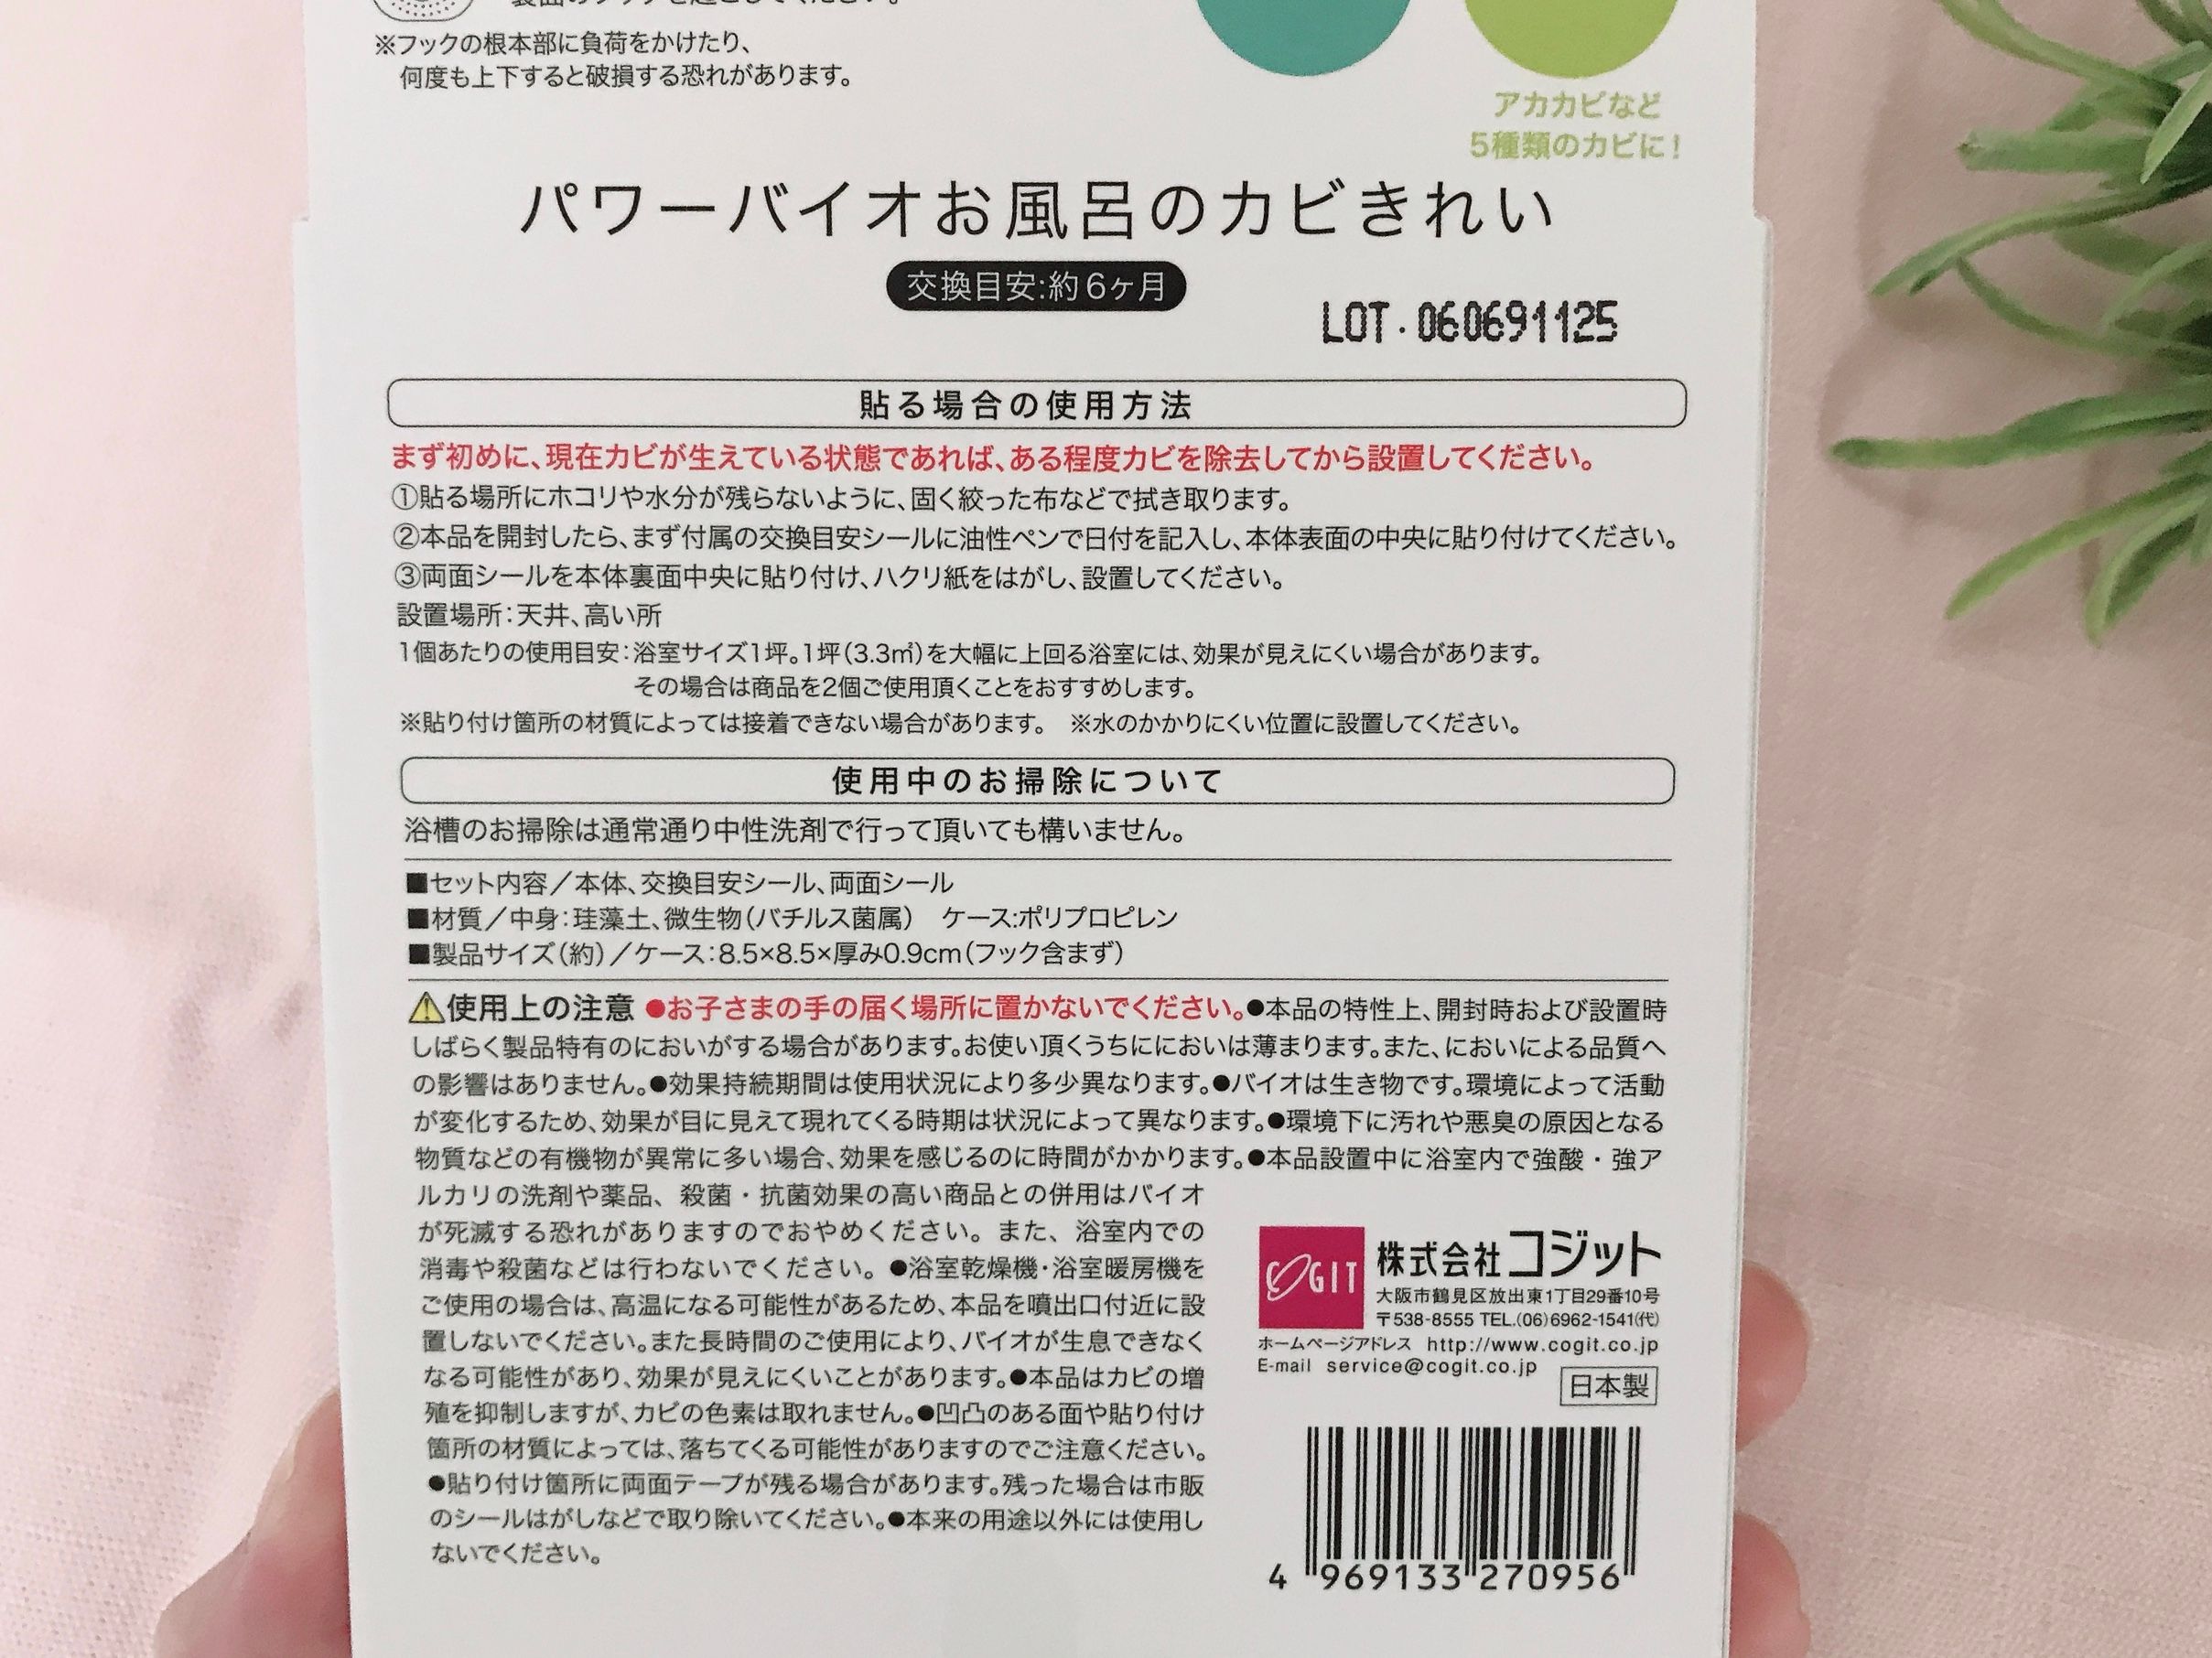 ※フックの根本部に負荷をかけたり、
何度も上下すると破損する恐れがあります。
アカカビなど
5種類のカビに!
パワーバイオお風呂のカビきれい
交換目安:約6ヶ月
LOT.060691125
貼る場合の使用方法
まず初めに、現在カビが生えている状態であれば、ある程度カビを除去してから設置してください。
①貼る場所にホコリや水分が残らないように、固く絞った布などで拭き取ります。
②本品を開封したら、まず付属の交換目安シールに油性ペンで日付を記入し、本体表面の中央に貼り付けてください。
③両面シールを本体裏面中央に貼り付け、ハクリ紙をはがし、設置してください。
設置場所:天井、高い所
1個あたりの使用目安:浴室サイズ1坪。1坪(3.3㎡)を大幅に上回る浴室には、効果が見えにくい場合があります。
その場合は商品を2個ご使用頂くことをおすすめします。
※貼り付け箇所の材質によっては接着できない場合があります。 ※水のかかりにくい位置に設置してください。
使用中のお掃除について
浴槽のお掃除は通常通り中性洗剤で行って頂いても構いません。
■セット内容/本体、交換目安シール、両面シール
■材質/中身:珪藻土、微生物(バチルス菌属) ケース:ポリプロピレン
■製品サイズ(約)/ケース:8.5×8.5×厚み0.9cm(フック含まず)
⚠使用上の注意 ●お子さまの手の届く場所に置かないでください。●本品の特性上、開封時および設置時
しばらく製品特有のにおいがする場合があります。お使い頂くうちににおいは薄まります。また、においによる品質へ
の影響はありません。●効果持続期間は使用状況により多少異なります。●バイオは生き物です。環境によって活動
が変化するため、効果が目に見えて現れてくる時期は状況によって異なります。●環境下に汚れや悪臭の原因となる
物質などの有機物が異常に多い場合、効果を感じるのに時間がかかります。●本品設置中に浴室内で強酸・強ア
ルカリの洗剤や薬品、殺菌・抗菌効果の高い商品との併用はバイオ
が死滅する恐れがありますのでおやめください。また、浴室内での
消毒や殺菌などは行わないでください。●浴室乾燥機・浴室暖房機を
ご使用の場合は、高温になる可能性があるため、本品を噴出口付近に設
置しないでください。また長時間のご使用により、バイオが生息できなく
なる可能性があり、効果が見えにくいことがあります。●本品はカビの増
殖を抑制しますが、カビの色素は取れません。●凹凸のある面や貼り付け
箇所の材質によっては、落ちてくる可能性がありますのでご注意ください。
●貼り付け箇所に両面テープが残る場合があります。残った場合は市販
のシールはがしなどで取り除いてください。●本来の用途以外には使用し
ないでください。
COGIT 株式会社コジット
大阪市鶴見区放出東1丁目29番10号
〒538-8555 TEL.(06)6962-1541(代)
ホームページアドレス http://www.cogit.co.jp
E-mail service@cogit.co.jp
日本製
4 969133 270956